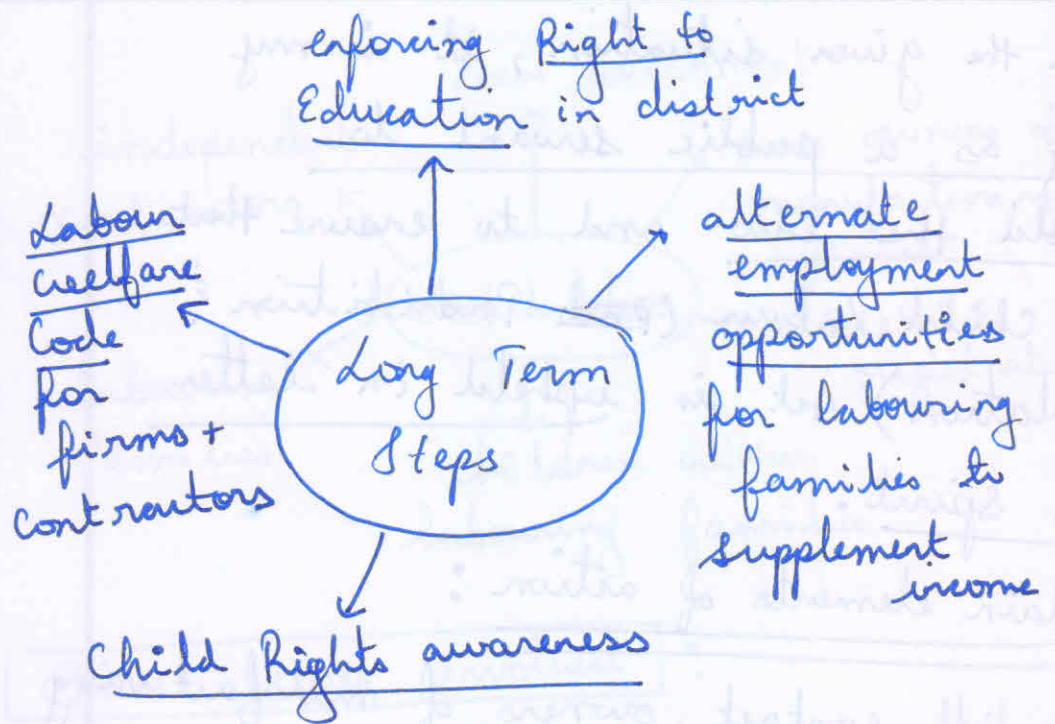 enforcing Right to
Education in district
Labour
Welfare
Code
for
firms +
contractors
Long Term
Steps
alternate
employment
opportunities
for labouring
families to
supplement
income
Child Rights awareness